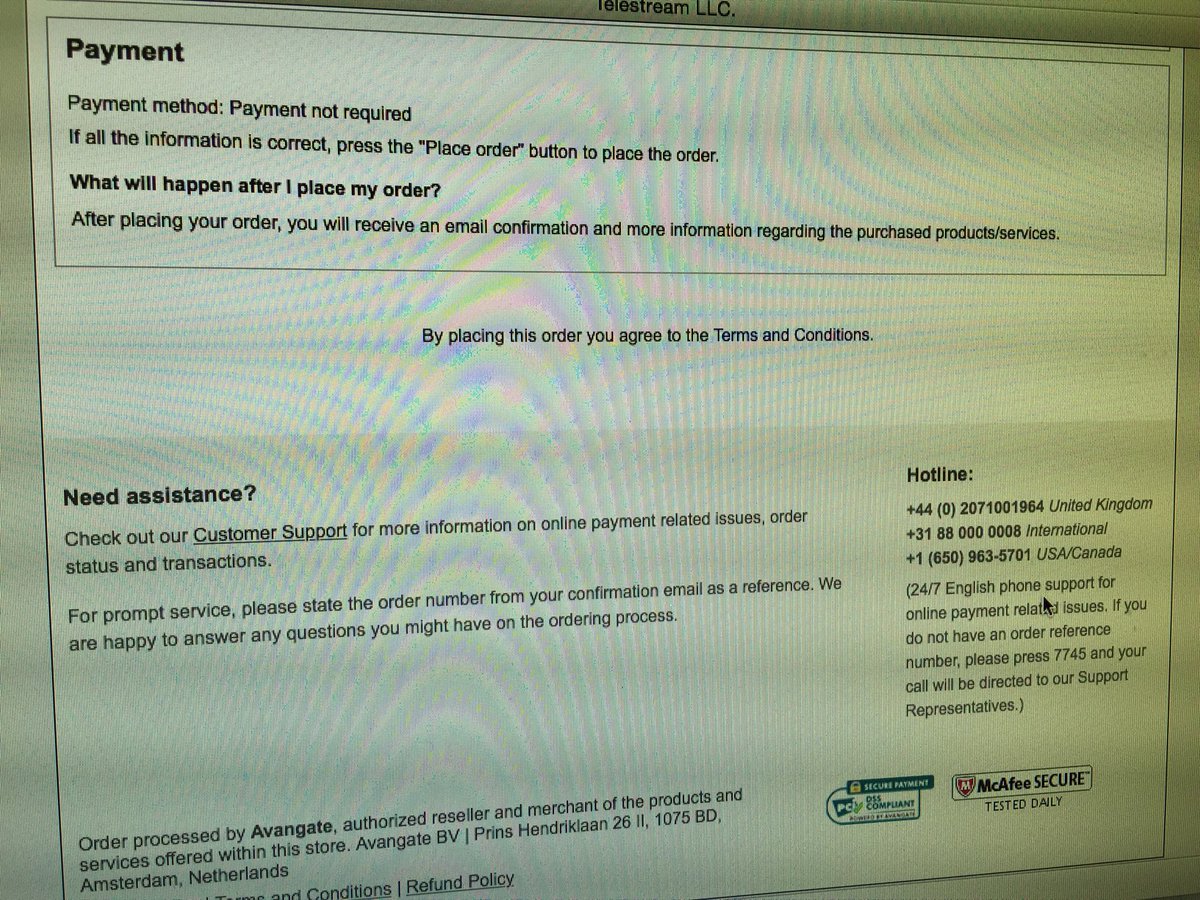 Telestream LLC.
Payment
Payment method: Payment not required
If all the information is correct, press the "Place order" button to place the order.
What will happen after I place my order?
After placing your order, you will receive an email confirmation and more information regarding the purchased products/services.
By placing this order you agree to the Terms and Conditions.
Need assistance?
Check out our Customer Support for more information on online payment related issues, order
status and transactions.
For prompt service, please state the order number from your confirmation email as a reference. We
are happy to answer any questions you might have on the ordering process.
Hotline:
+44 (0) 2071001964 United Kingdom
+31 88 000 0008 International
+1 (650) 963-5701 USA/Canada
(24/7 English phone support for
online payment related issues. If you
do not have an order reference
number, please press 7745 and your
call will be directed to our Support
Representatives.)
Order processed by Avangate, authorized reseller and merchant of the products and
services offered within this store. Avangate BV | Prins Hendriklaan 26 II, 1075 BD,
Amsterdam, Netherlands
| Terms and Conditions | Refund Policy
SECURE PAYMENT
PCI DSS
COMPLIANT
POWERED BY AVANGATE
McAfee SECURE™
TESTED DAILY